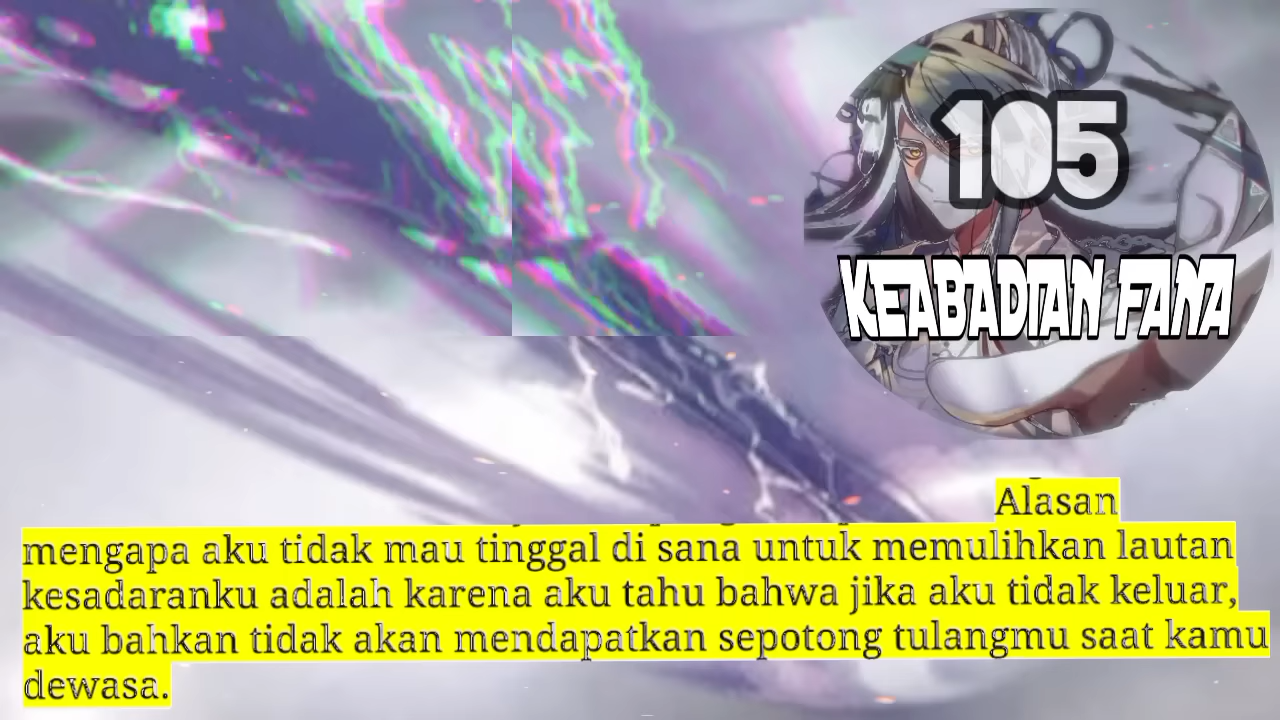 105
KEABADIAN FANA
Alasan
mengapa aku tidak mau tinggal di sana untuk memulihkan lautan
kesadaranku adalah karena aku tahu bahwa jika aku tidak keluar,
aku bahkan tidak akan mendapatkan sepotong tulangmu saat kamu
dewasa.